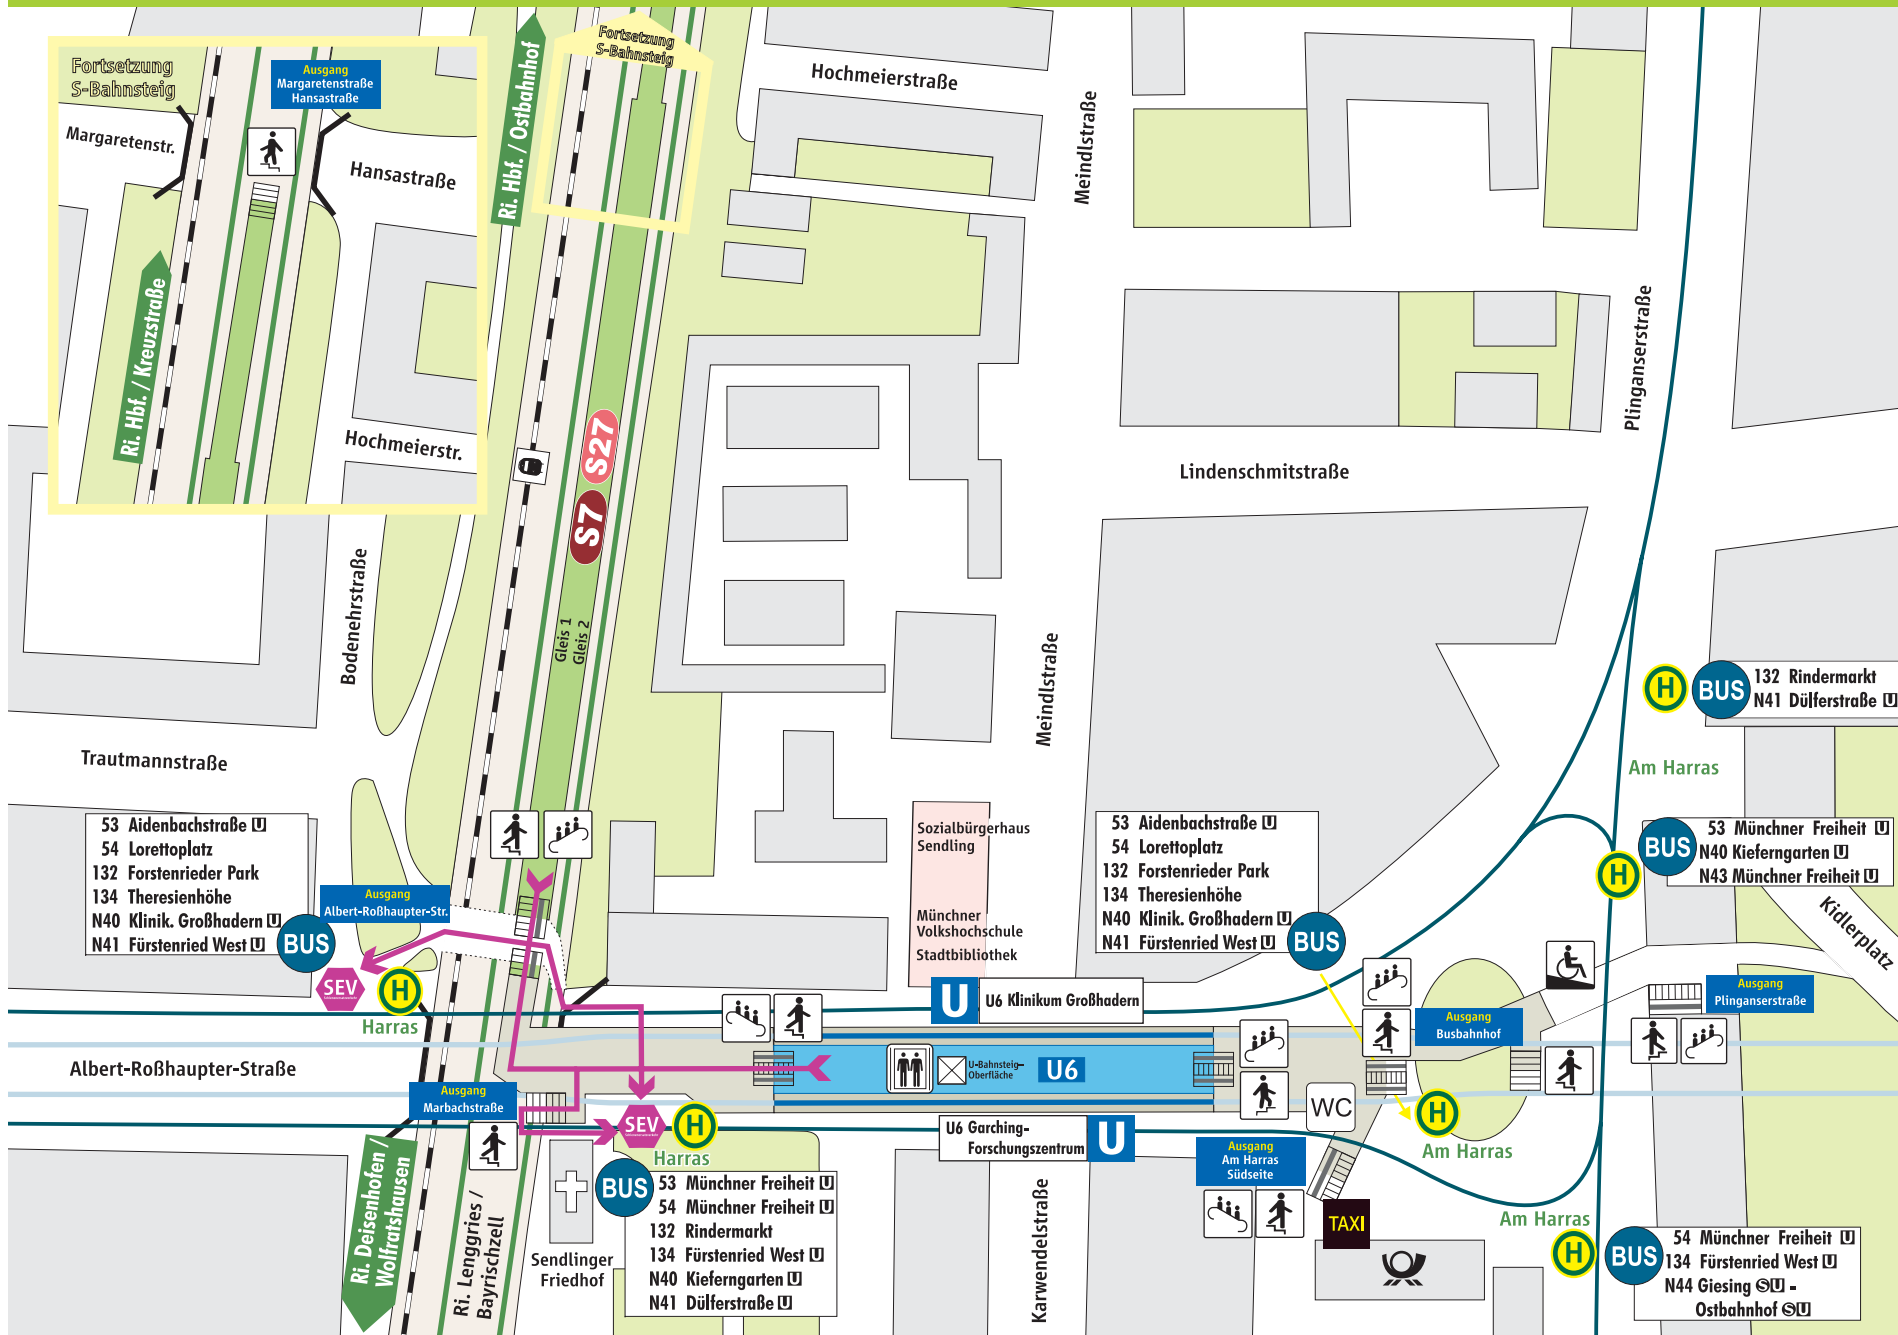 Fortsetzung
S-Bahnsteig
Ausgang
Margaretenstraße
Hansastraße
Margaretenstr.
Hansastraße
Ri. Hbf. / Kreuzstraße
Hochmeierstr.
Ri. Hbf. / Ostbahnhof
Fortsetzung
S-Bahnsteig
Hochmeierstraße
Meindlstraße
Plinganserstraße
S27
S7
Lindenschmitstraße
Bodenehrstraße
Gleis 1
Gleis 2
Meindlstraße
H
BUS
132 Rindermarkt
N41 Dülferstraße U
Am Harras
Trautmannstraße
53 Aidenbachstraße U
54 Lorettoplatz
132 Forstenrieder Park
134 Theresienhöhe
N40 Klinik. Großhadern U
N41 Fürstenried West U
BUS
Ausgang
Albert-Roßhaupter-Str.
SEV
H
Harras
Sozialbürgerhaus
Sendling
Münchner
Volkshochschule
Stadtbibliothek
53 Aidenbachstraße U
54 Lorettoplatz
132 Forstenrieder Park
134 Theresienhöhe
N40 Klinik. Großhadern U
N41 Fürstenried West U
BUS
BUS
53 Münchner Freiheit U
N40 Kieferngarten U
N43 Münchner Freiheit U
H
Kidlerplatz
U
U6 Klinikum Großhadern
Ausgang
Plinganserstraße
Ausgang
Busbahnhof
Albert-Roßhaupter-Straße
U-Bahnsteig-
Oberfläche
U6
Ausgang
Marbachstraße
SEV
H
Harras
WC
H
Am Harras
U6 Garching-
Forschungszentrum
U
Ausgang
Am Harras
Südseite
TAXI
Ri. Deisenhofen /
Wolfratshausen
Ri. Lenggries /
Bayrischzell
Sendlinger
Friedhof
BUS
53 Münchner Freiheit U
54 Münchner Freiheit U
132 Rindermarkt
134 Fürstenried West U
N40 Kieferngarten U
N41 Dülferstraße U
Karwendelstraße
Am Harras
H
BUS
54 Münchner Freiheit U
134 Fürstenried West U
N44 Giesing S U -
Ostbahnhof S U